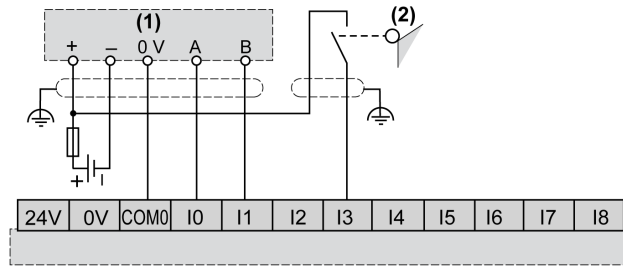 (1) (2)
+ – 0 V A B
+ –
24V 0V COM0 I0 I1 I2 I3 I4 I5 I6 I7 I8